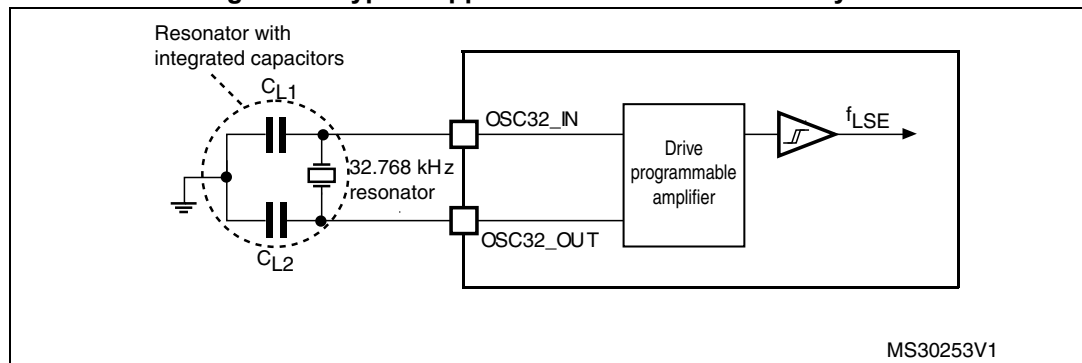 Resonator with
integrated capacitors
CL1
OSC32_IN
fLSE
32.768 kHz
resonator
Drive
programmable
amplifier
OSC32_OUT
CL2
MS30253V1